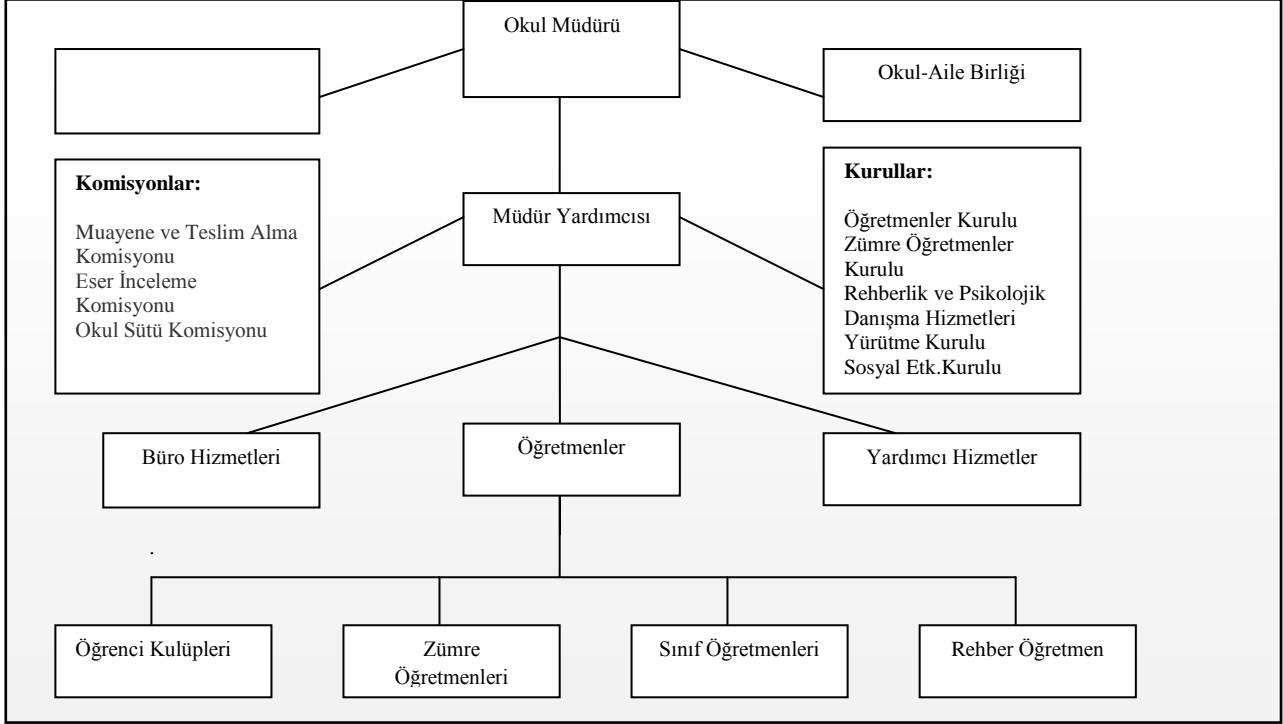 Okul Müdürü
Okul-Aile Birliği
Komisyonlar:
Muayene ve Teslim Alma
Komisyonu
Eser İnceleme
Komisyonu
Okul Sütü Komisyonu
Müdür Yardımcısı
Kurullar:
Öğretmenler Kurulu
Zümre Öğretmenler
Kurulu
Rehberlik ve Psikolojik
Danışma Hizmetleri
Yürütme Kurulu
Sosyal Etk.Kurulu
Büro Hizmetleri
Öğretmenler
Yardımcı Hizmetler
.
Öğrenci Kulüpleri
Zümre
Öğretmenleri
Sınıf Öğretmenleri
Rehber Öğretmen